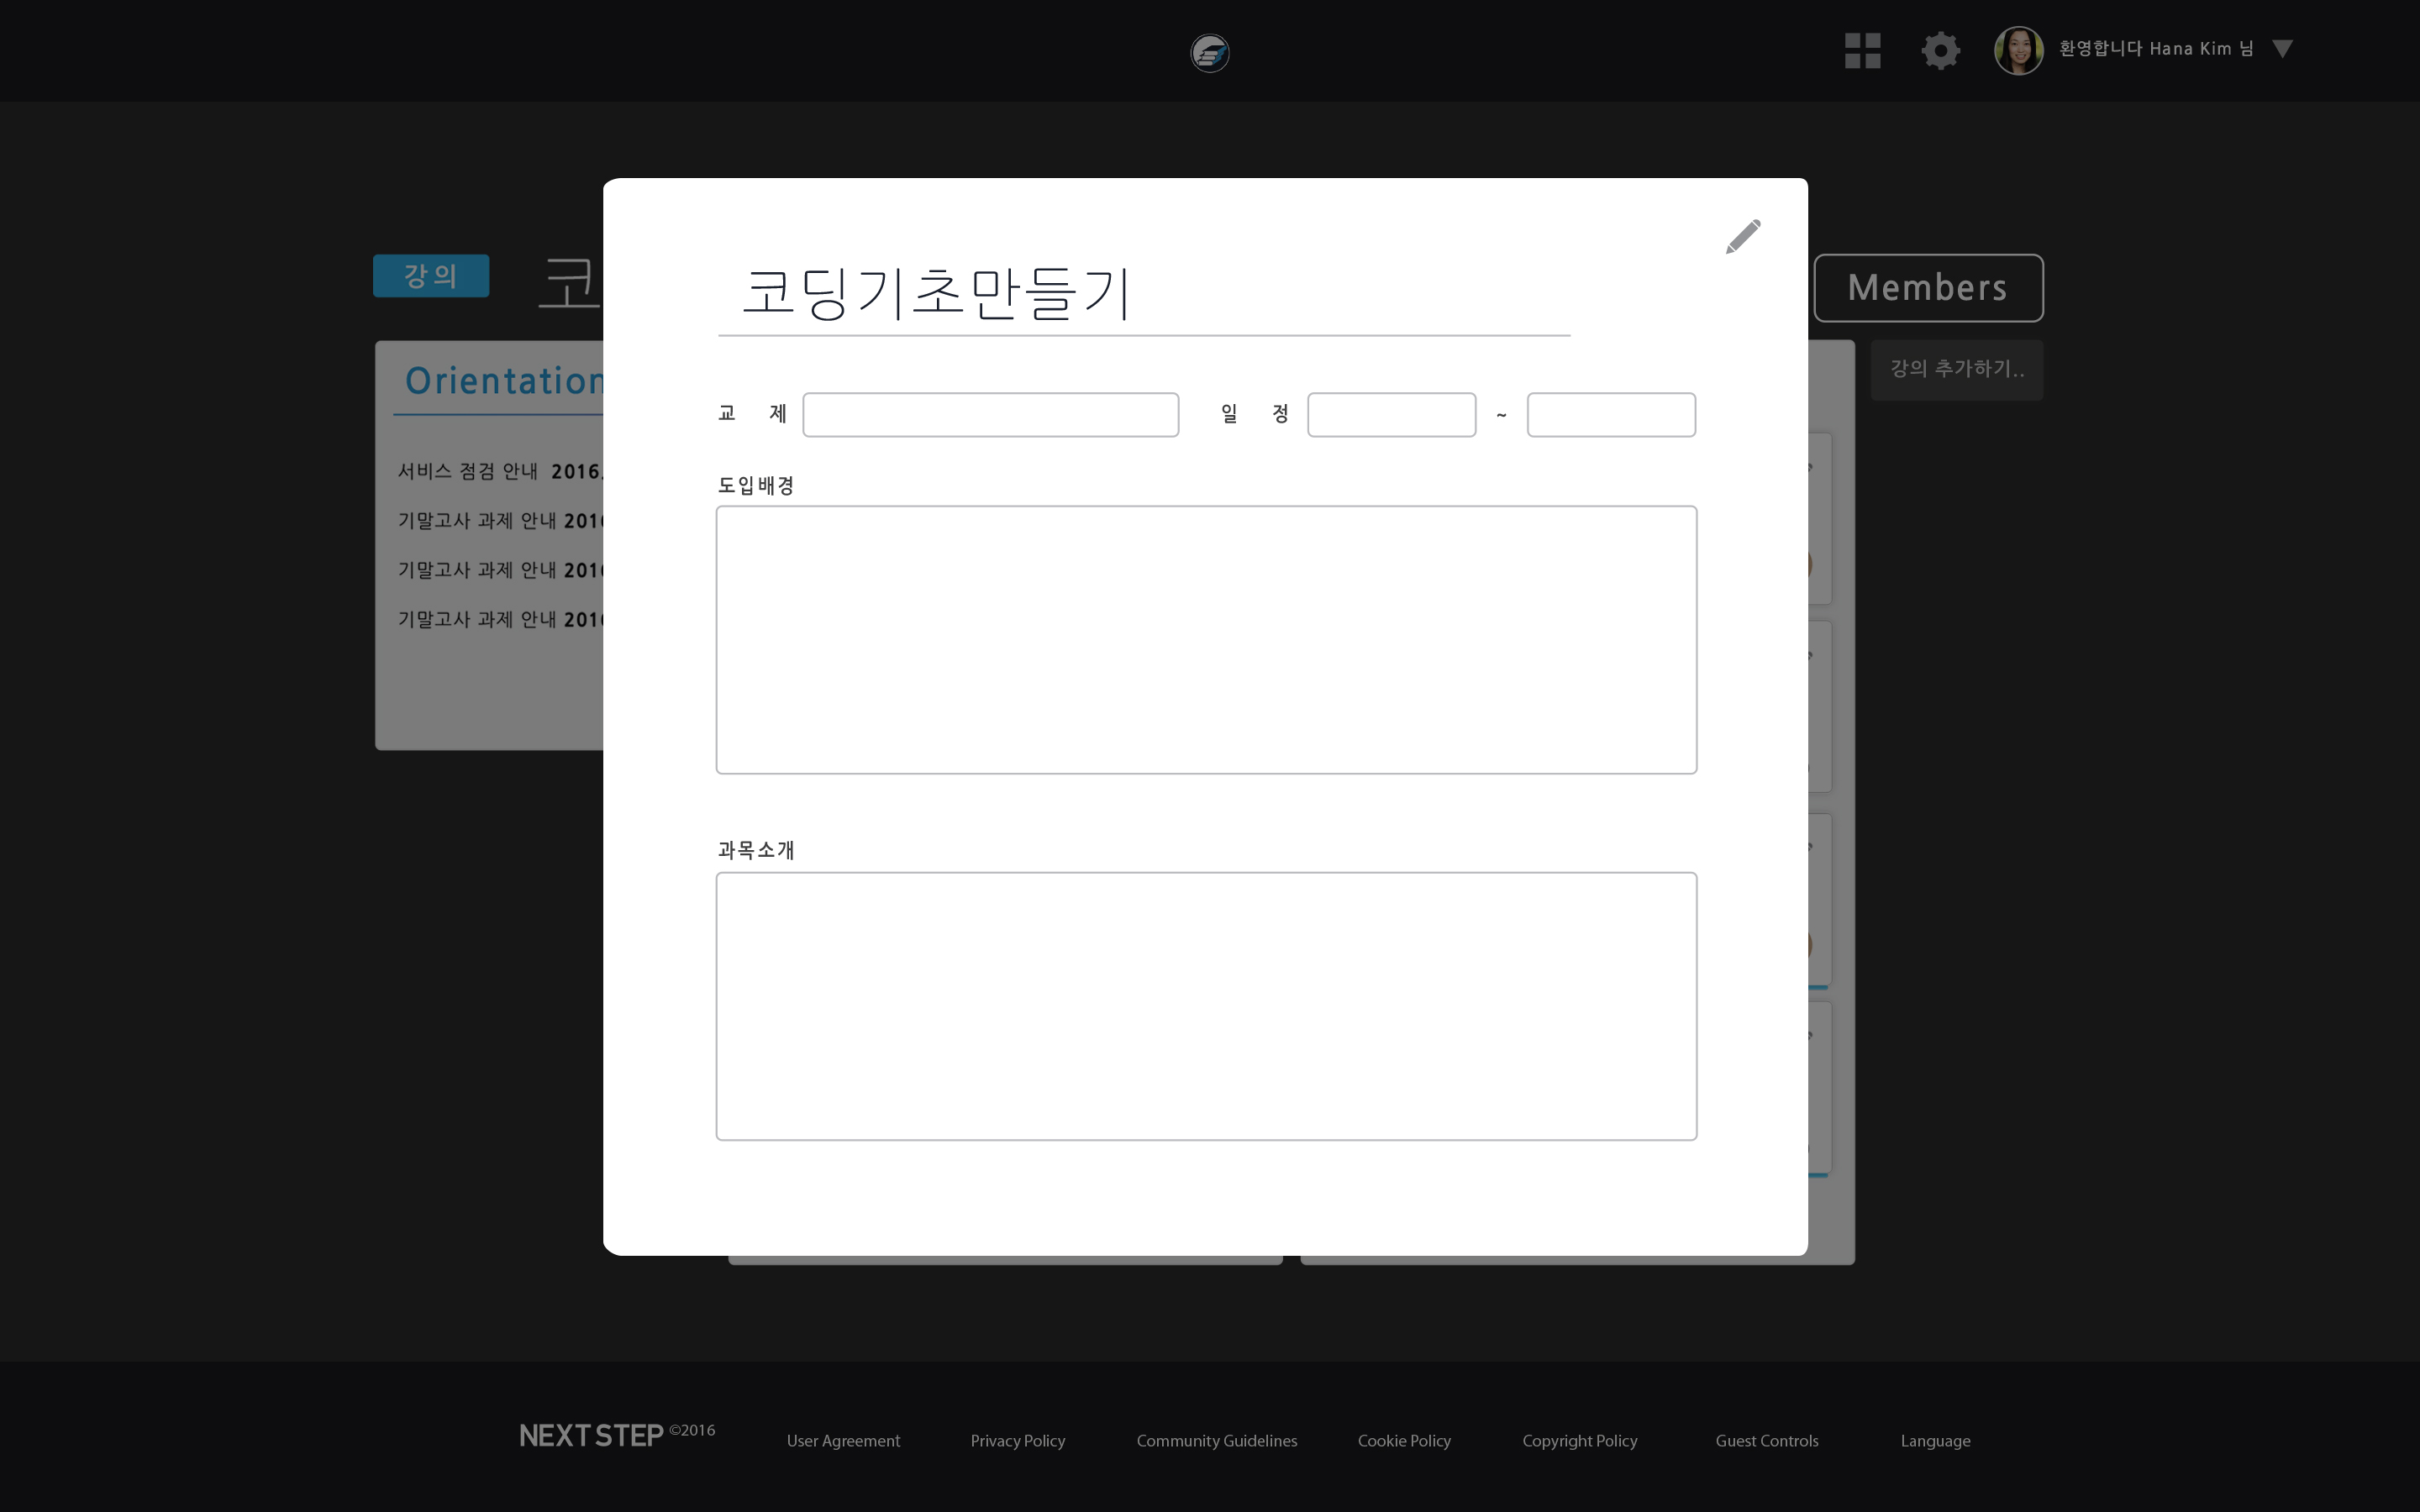 환영합니다 Hana Kim 님
강의
코
Members
코딩기초만들기
Orientation
강의 추가하기..
교 제
일 정
~
서비스 점검 안내 2016.
기말고사 과제 안내 201
기말고사 과제 안내 201
기말고사 과제 안내 201
도입배경
과목소개
NEXT STEP ©2016
User Agreement
Privacy Policy
Community Guidelines
Cookie Policy
Copyright Policy
Guest Controls
Language